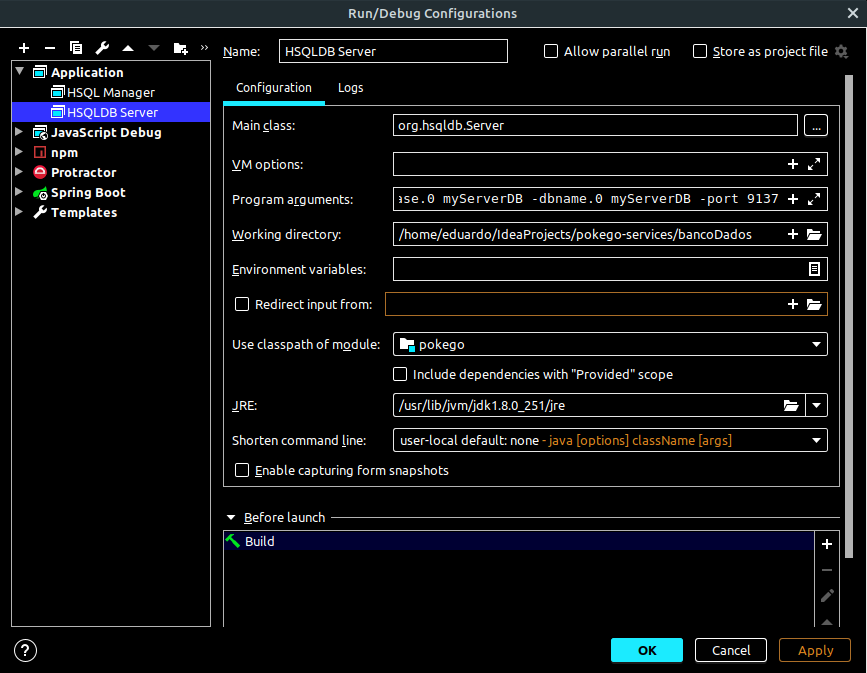 Run/Debug Configurations
Name: HSQLDB Server
Allow parallel run
Store as project file
Application
HSQL Manager
HSQLDB Server
JavaScript Debug
npm
Protractor
Spring Boot
Templates
Configuration
Logs
Main class: org.hsqldb.Server ...
VM options:
Program arguments: ase.0 myServerDB -dbname.0 myServerDB -port 9137
Working directory: /home/eduardo/IdeaProjects/pokego-services/bancoDados
Environment variables:
Redirect input from:
Use classpath of module: pokego
Include dependencies with "Provided" scope
JRE: /usr/lib/jvm/jdk1.8.0_251/jre
Shorten command line: user-local default: none - java [options] className [args]
Enable capturing form snapshots
Before launch
Build
? OK Cancel Apply